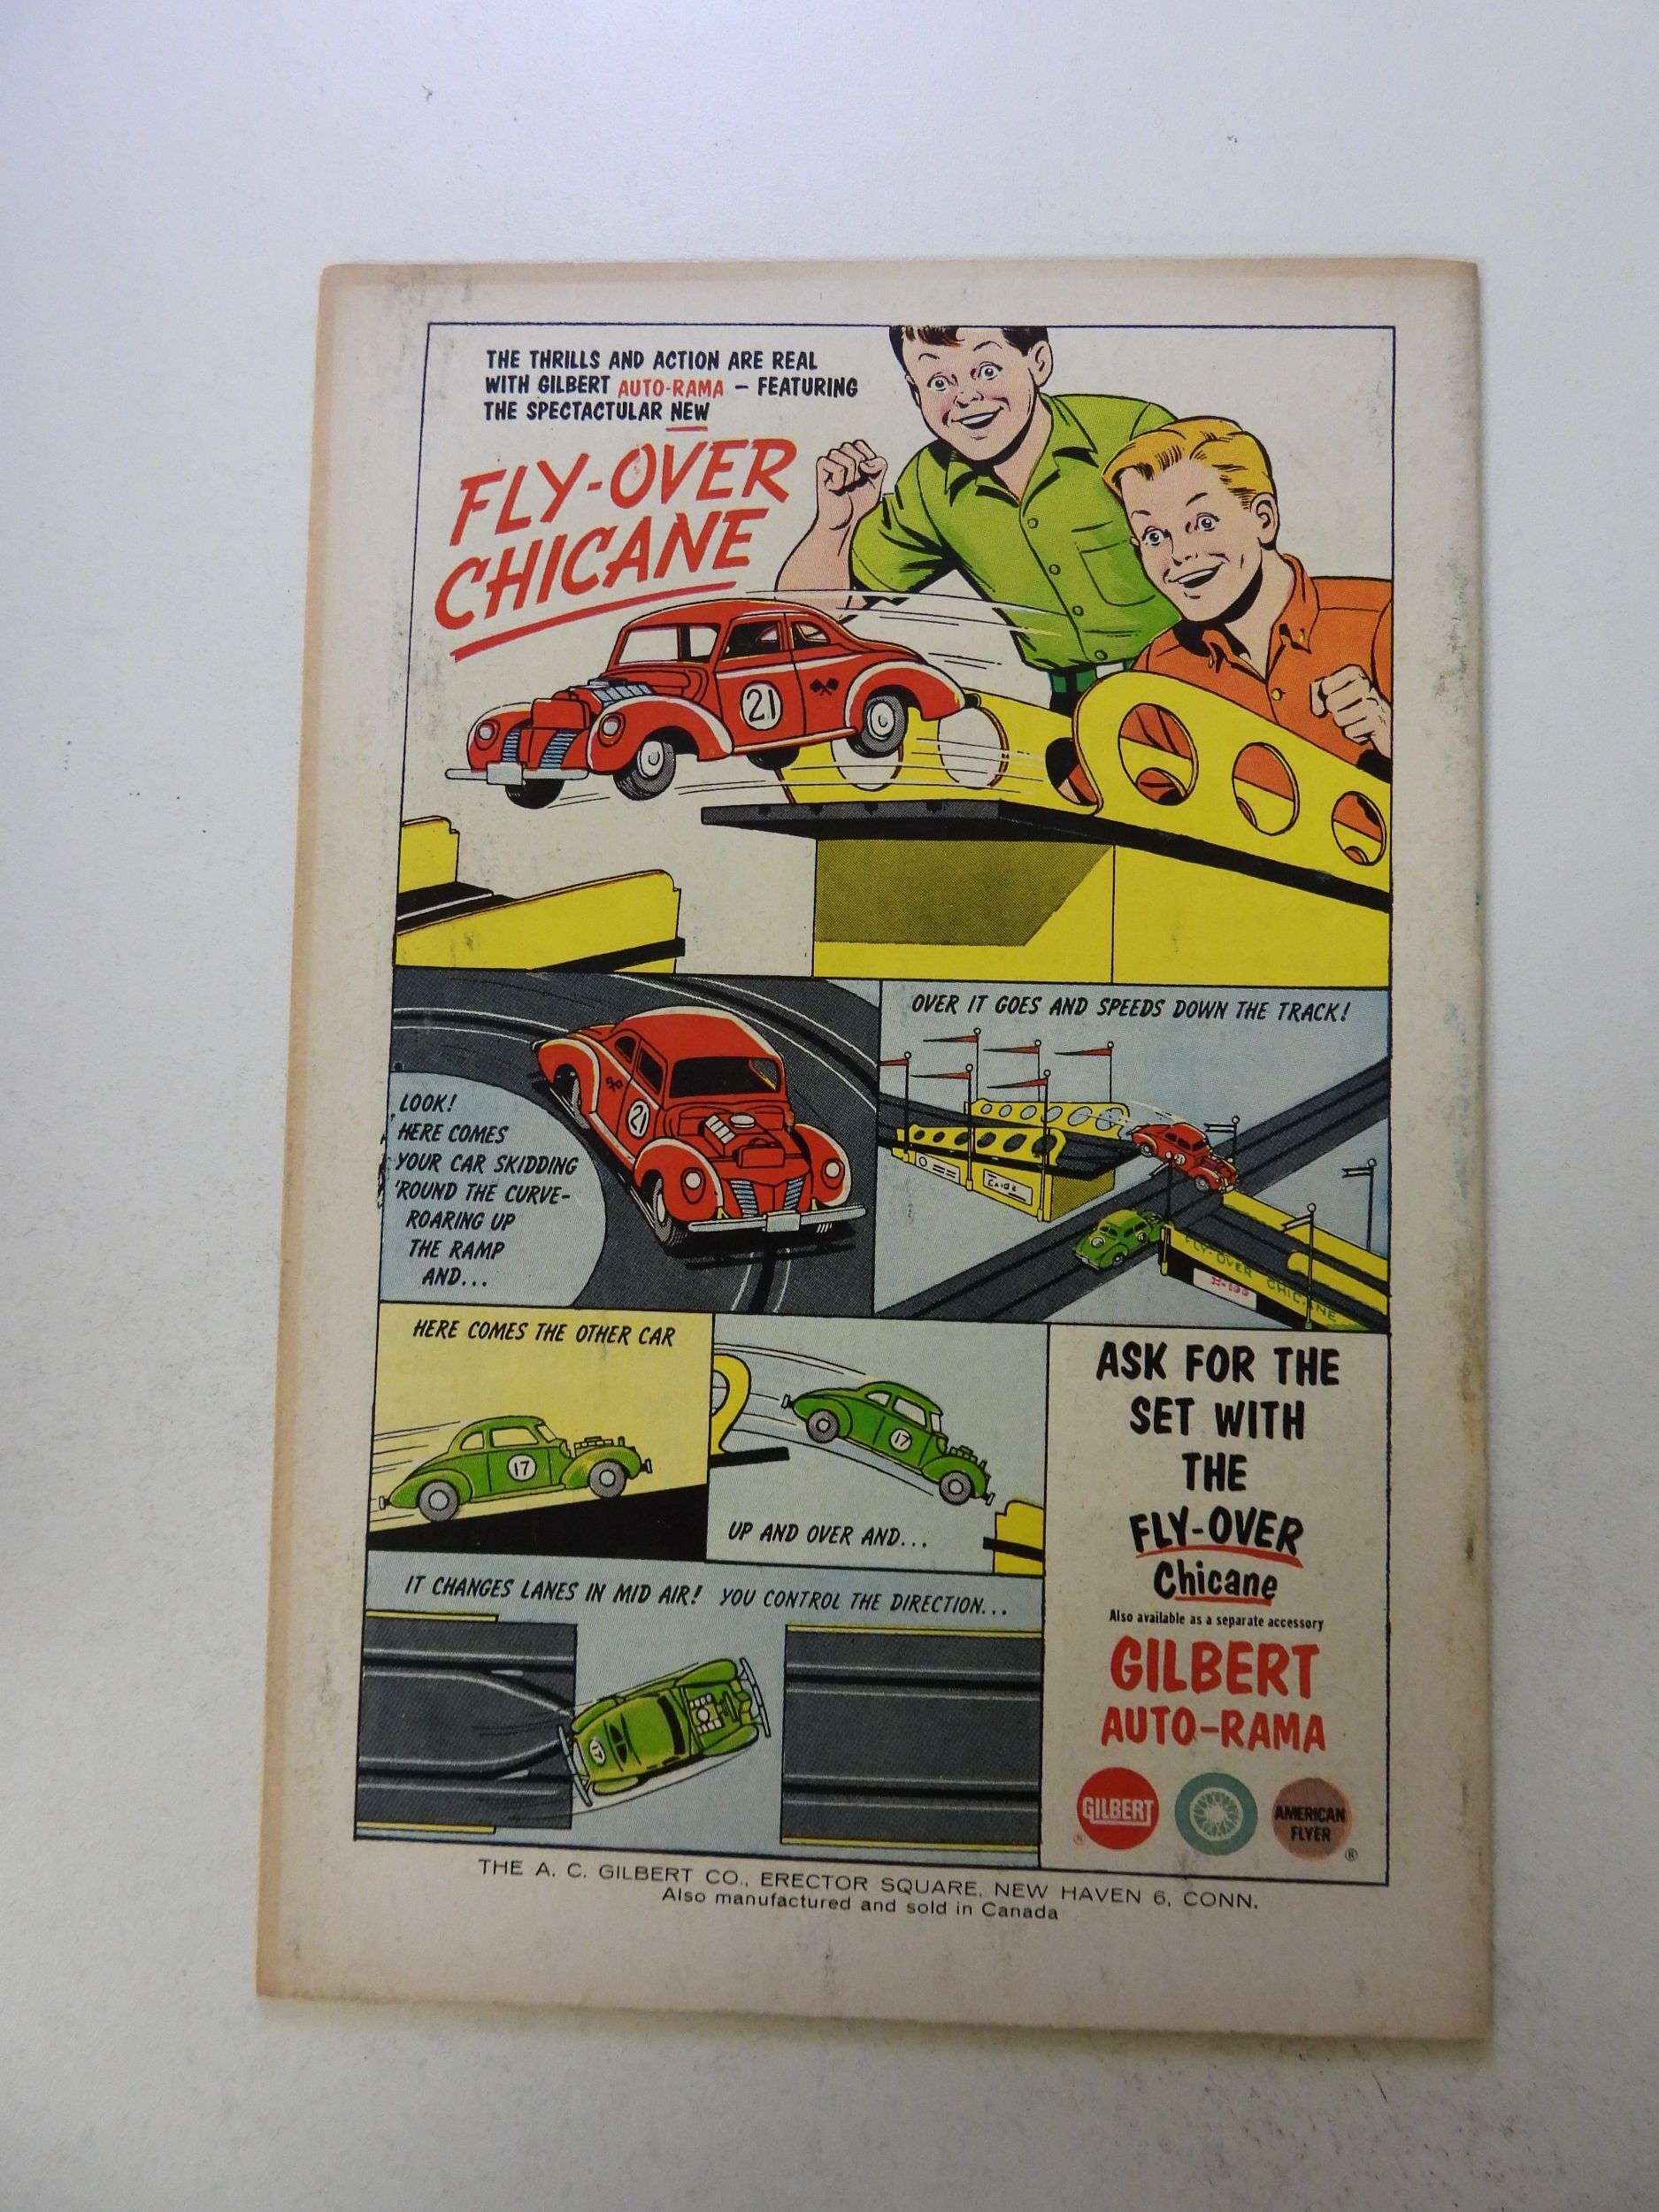 THE THRILLS AND ACTION ARE REAL
WITH GILBERT AUTO-RAMA – FEATURING
THE SPECTACTULAR NEW
FLY-OVER
CHICANE
21
LOOK!
HERE COMES
YOUR CAR SKIDDING
'ROUND THE CURVE-
ROARING UP
THE RAMP
AND...
21
OVER IT GOES AND SPEEDS DOWN THE TRACK!
21
FLY-OVER CHICANE
HERE COMES THE OTHER CAR
17
17
UP AND OVER AND...
IT CHANGES LANES IN MID AIR! YOU CONTROL THE DIRECTION...
17
ASK FOR THE
SET WITH
THE
FLY-OVER
Chicane
Also available as a separate accessory
GILBERT
AUTO-RAMA
GILBERT
®
AMERICAN
FLYER
®
THE A. C. GILBERT CO., ERECTOR SQUARE, NEW HAVEN 6, CONN.
Also manufactured and sold in Canada